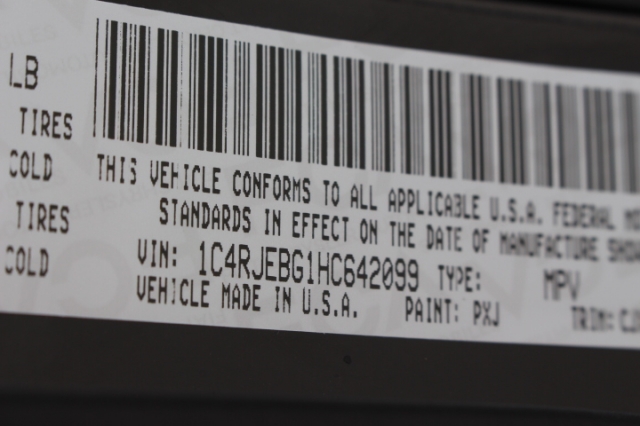 LB
TIRES
COLD
THIS VEHICLE CONFORMS TO ALL APPLICABLE U.S.A. FEDERAL
TIRES
STANDARDS IN EFFECT ON THE DATE OF MANUFACTURE
COLD
VIN: 1C4RJEBG1HC642099 TYPE: MPV
VEHICLE MADE IN U.S.A. PAINT: PXJ TRIM: